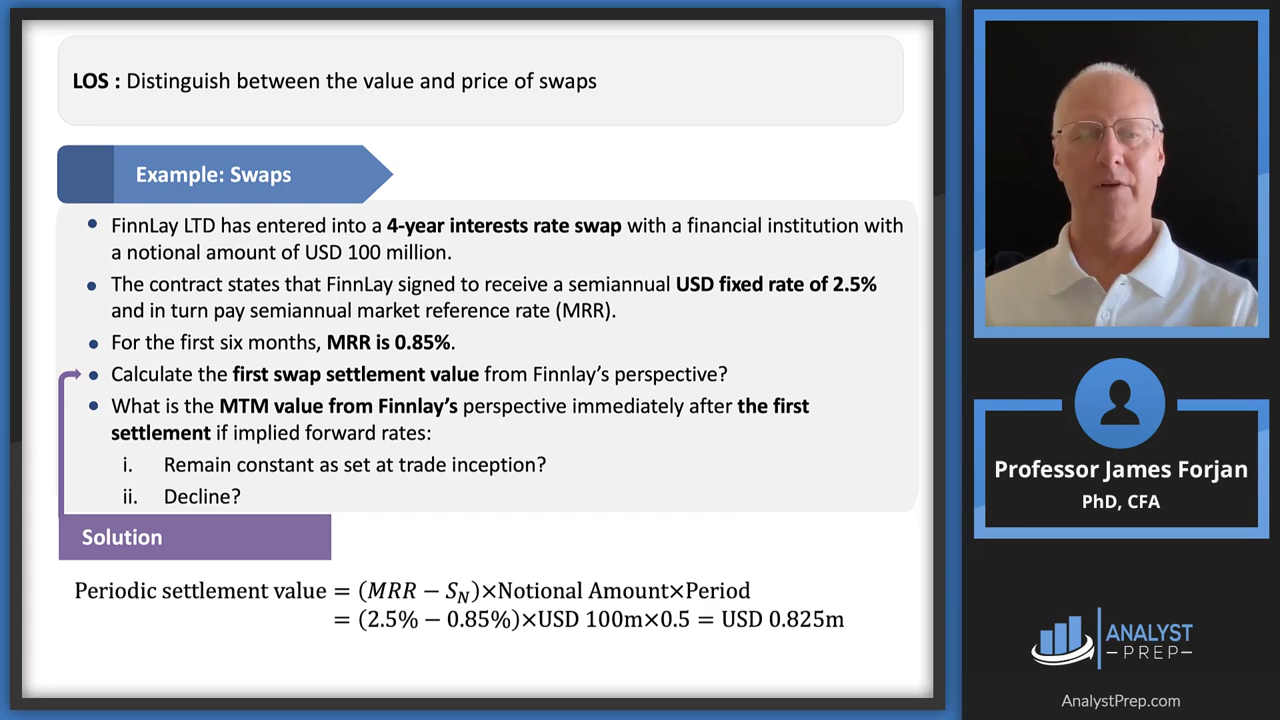 LOS : Distinguish between the value and price of swaps
Example: Swaps
• FinnLay LTD has entered into a 4-year interests rate swap with a financial institution with
a notional amount of USD 100 million.
• The contract states that FinnLay signed to receive a semiannual USD fixed rate of 2.5%
and in turn pay semiannual market reference rate (MRR).
• For the first six months, MRR is 0.85%.
• Calculate the first swap settlement value from Finnlay's perspective?
• What is the MTM value from Finnlay's perspective immediately after the first
settlement if implied forward rates:
i. Remain constant as set at trade inception?
ii. Decline?
Solution
Periodic settlement value = (MRR − S_N)×Notional Amount×Period
= (2.5% − 0.85%)×USD 100m×0.5 = USD 0.825m
Professor James Forjan
PhD, CFA
ANALYST
—PREP—
AnalystPrep.com